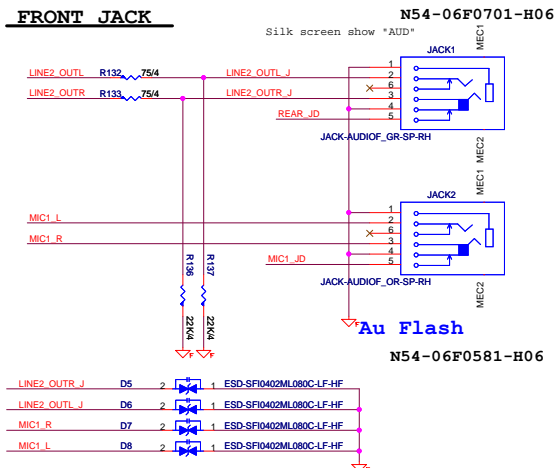 FRONT JACK
N54-06F0701-H06
Silk screen show "AUD"
JACK1
MEC1
LINE2_OUTL R132 75/4 LINE2_OUTL_J
1
2
6
LINE2_OUTR R133 75/4 LINE2_OUTR_J
3
4
REAR_JD
5
JACK-AUDIOF_GR-SP-RH
MEC2
MEC1
JACK2
MIC1_L
1
2
6
MIC1_R
3
4
MIC1_JD
5
JACK-AUDIOF_OR-SP-RH
MEC2
R136
R137
22K/4
22K/4
F
F
F
Au Flash
N54-06F0581-H06
LINE2_OUTR_J D5 2 1 ESD-SFI0402ML080C-LF-HF
LINE2_OUTL_J D6 2 1 ESD-SFI0402ML080C-LF-HF
MIC1_R D7 2 1 ESD-SFI0402ML080C-LF-HF
MIC1_L D8 2 1 ESD-SFI0402ML080C-LF-HF
F